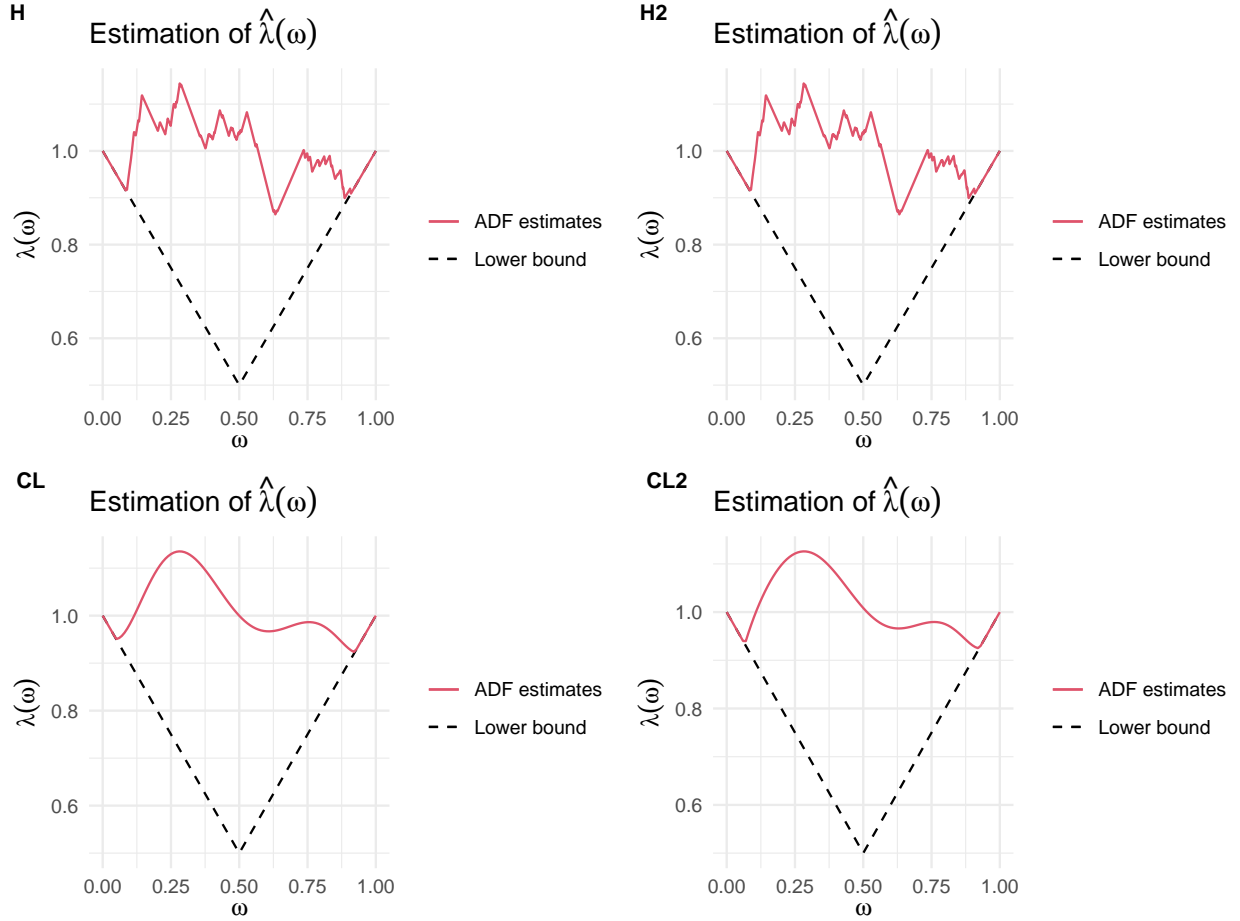 H
Estimation of λ̂(ω)
1.0
0.8
0.6
λ(ω)
0.00 0.25 0.50 0.75 1.00
ω
ADF estimates
Lower bound
H2
Estimation of λ̂(ω)
1.0
0.8
0.6
λ(ω)
0.00 0.25 0.50 0.75 1.00
ω
ADF estimates
Lower bound
CL
Estimation of λ̂(ω)
1.0
0.8
0.6
λ(ω)
0.00 0.25 0.50 0.75 1.00
ω
ADF estimates
Lower bound
CL2
Estimation of λ̂(ω)
1.0
0.8
0.6
λ(ω)
0.00 0.25 0.50 0.75 1.00
ω
ADF estimates
Lower bound